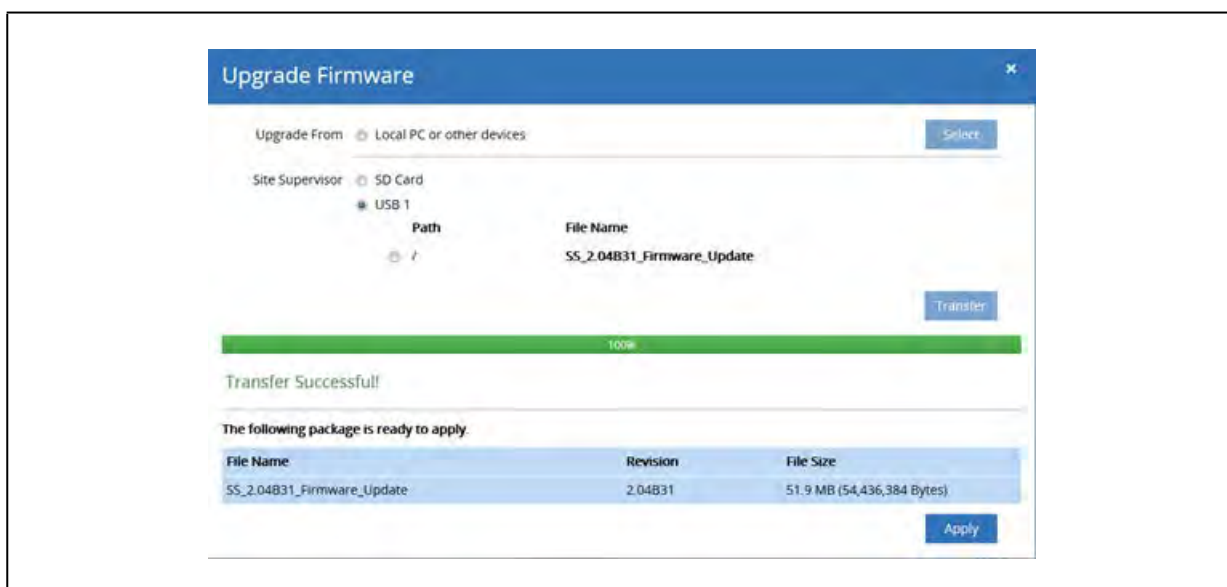 Upgrade Firmware
×
Upgrade From Local PC or other devices Select
Site Supervisor SD Card
USB 1
Path File Name
/ SS_2.04B31_Firmware_Update
Transfer
100%
Transfer Successful!
The following package is ready to apply.
File Name Revision File Size
SS_2.04B31_Firmware_Update 2.04B31 51.9 MB (54,436,384 Bytes)
Apply